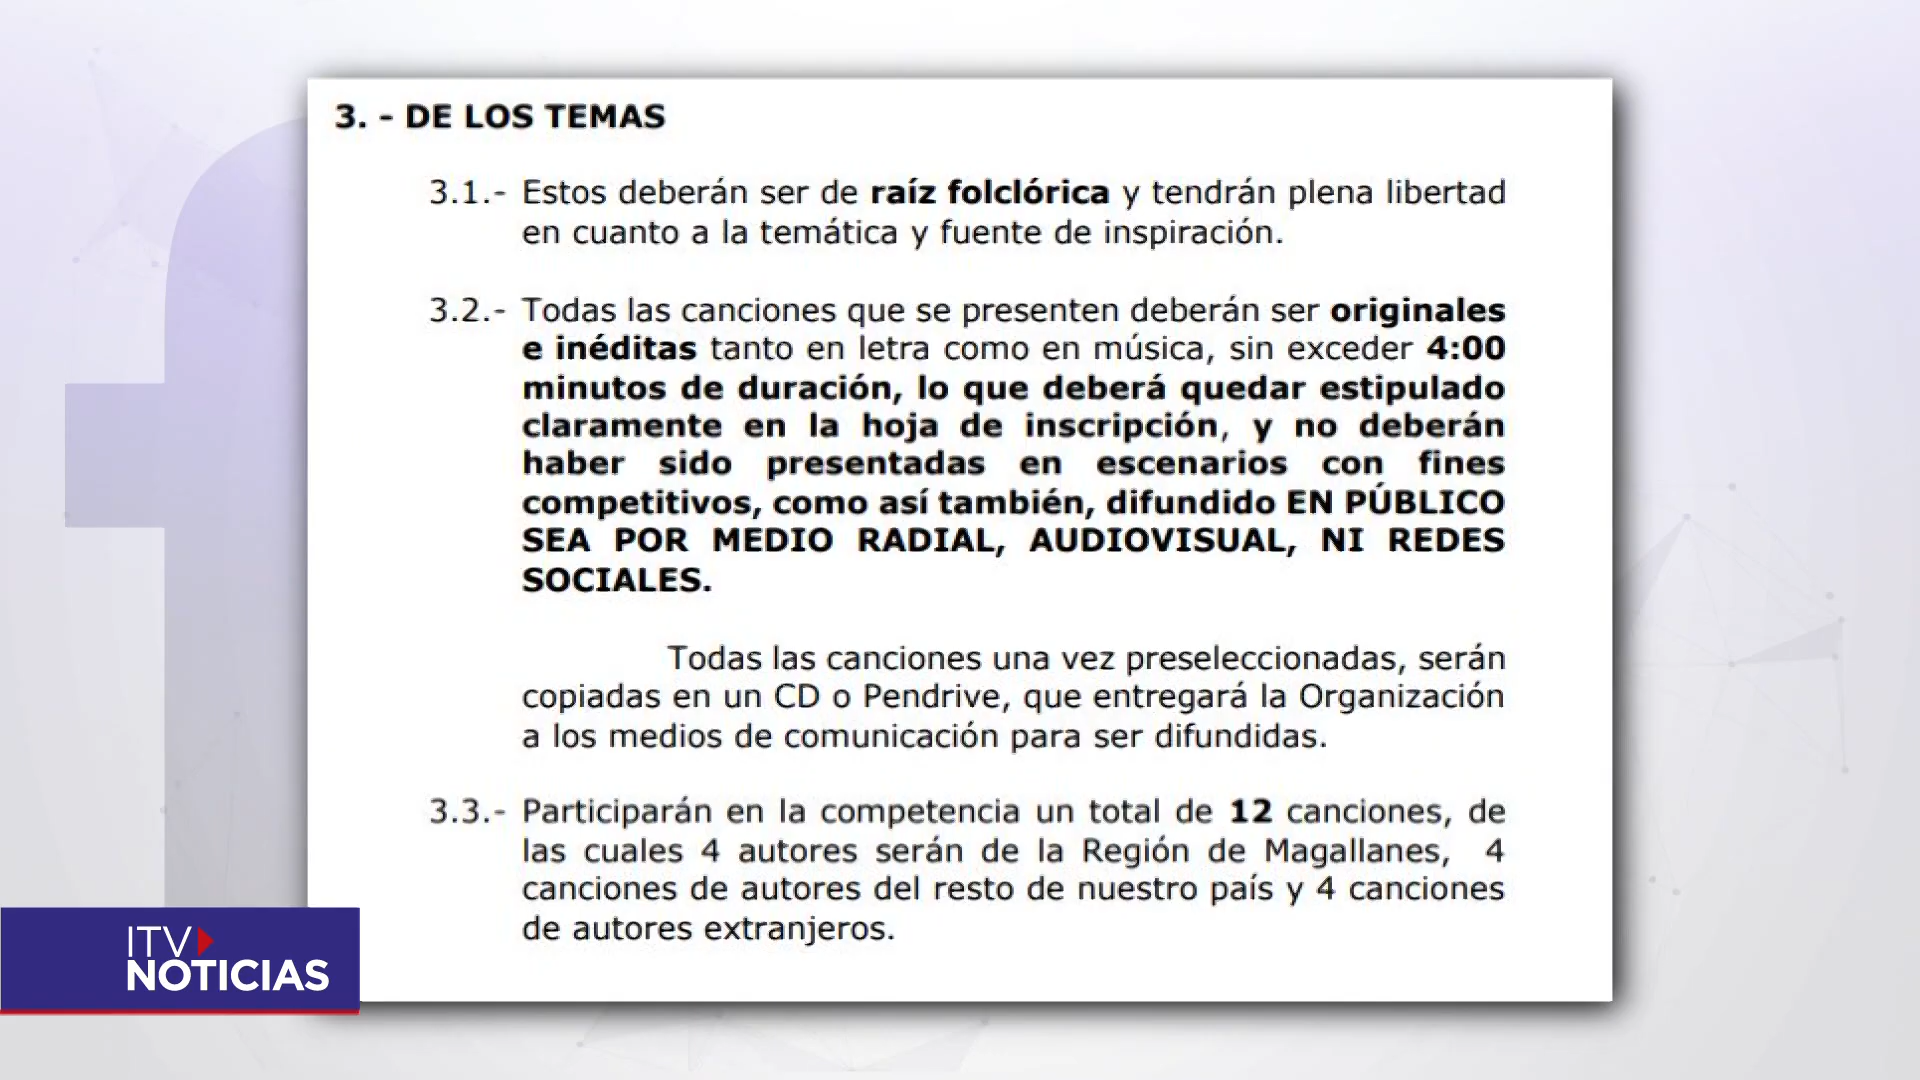 3. - DE LOS TEMAS
3.1.- Estos deberán ser de raíz folclórica y tendrán plena libertad
en cuanto a la temática y fuente de inspiración.
3.2.- Todas las canciones que se presenten deberán ser originales
e inéditas tanto en letra como en música, sin exceder 4:00
minutos de duración, lo que deberá quedar estipulado
claramente en la hoja de inscripción, y no deberán
haber sido presentadas en escenarios con fines
competitivos, como así también, difundido EN PÚBLICO
SEA POR MEDIO RADIAL, AUDIOVISUAL, NI REDES
SOCIALES.
Todas las canciones una vez preseleccionadas, serán
copiadas en un CD o Pendrive, que entregará la Organización
a los medios de comunicación para ser difundidas.
3.3.- Participarán en la competencia un total de 12 canciones, de
las cuales 4 autores serán de la Región de Magallanes, 4
canciones de autores del resto de nuestro país y 4 canciones
de autores extranjeros.
ITV
NOTICIAS